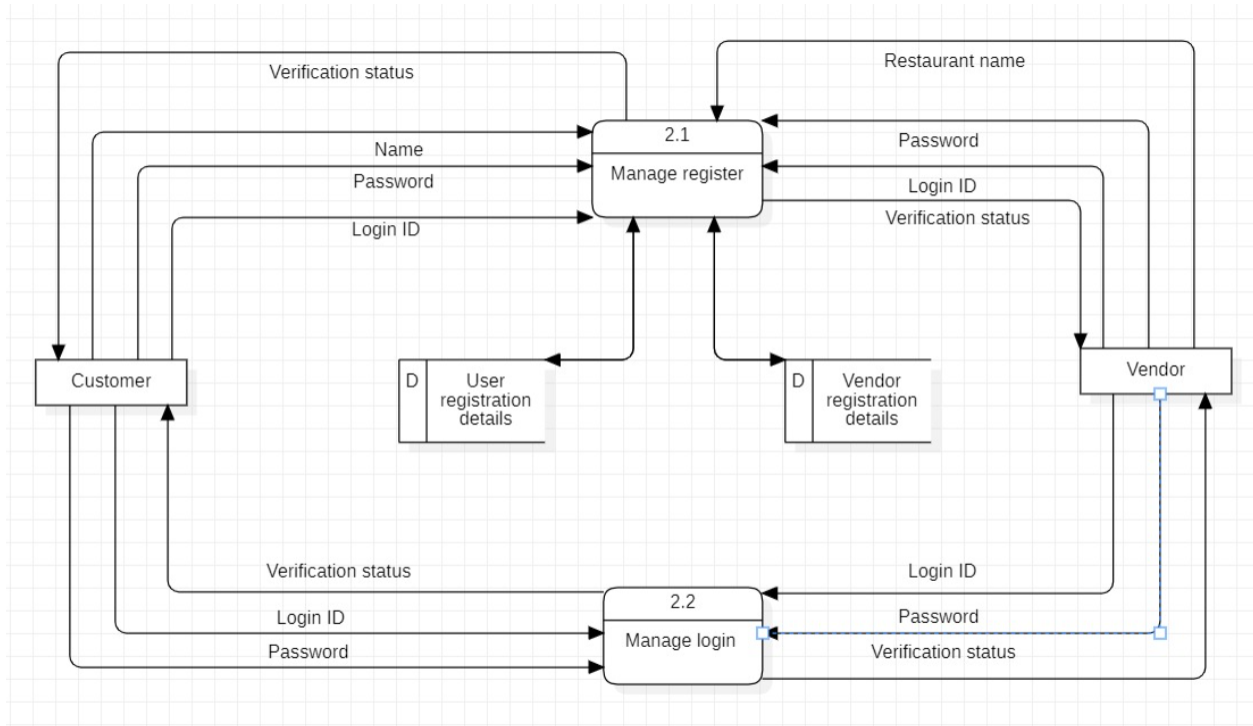 Restaurant name
Verification status
2.1
Password
Name
Manage register
Password
Login ID
Verification status
Login ID
Vendor
Customer
D
User
registration
details
D
Vendor
registration
details
Verification status
Login ID
2.2
Login ID
Password
Manage login
Password
Verification status